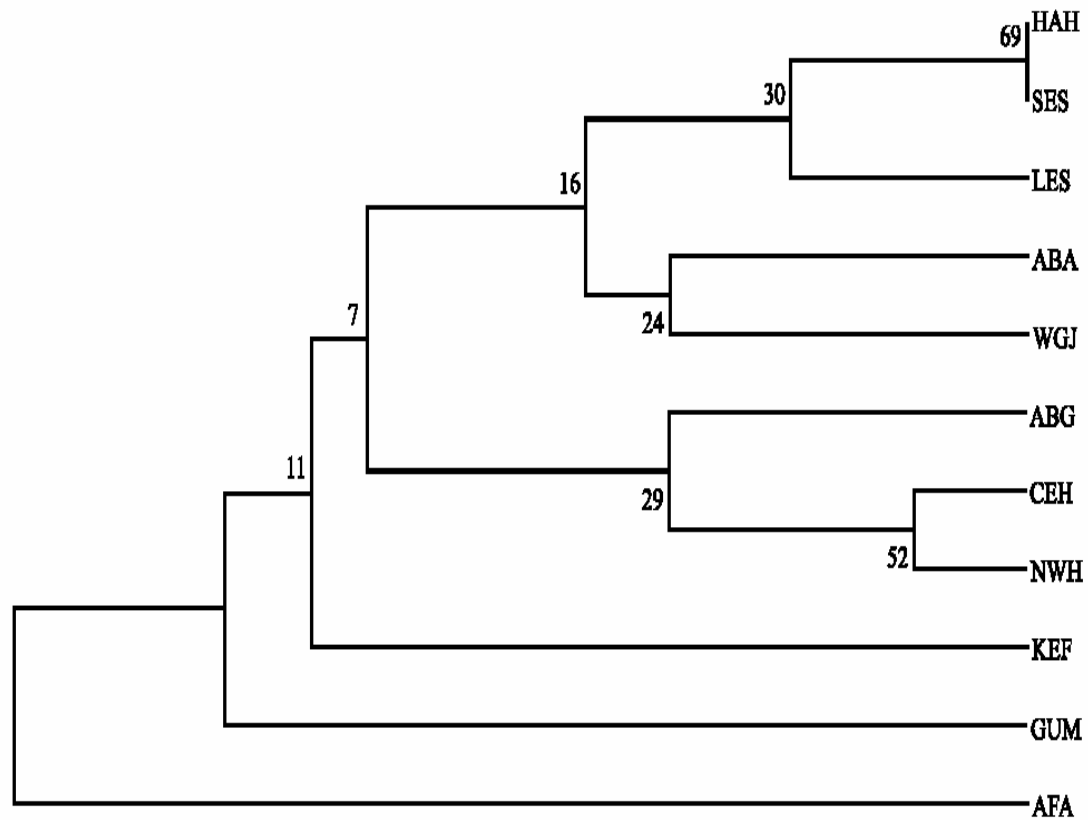 HAH
69
SES
30
LES
16
ABA
24
WGJ
7
ABG
11
CEH
29
52
NWH
KEF
GUM
AFA